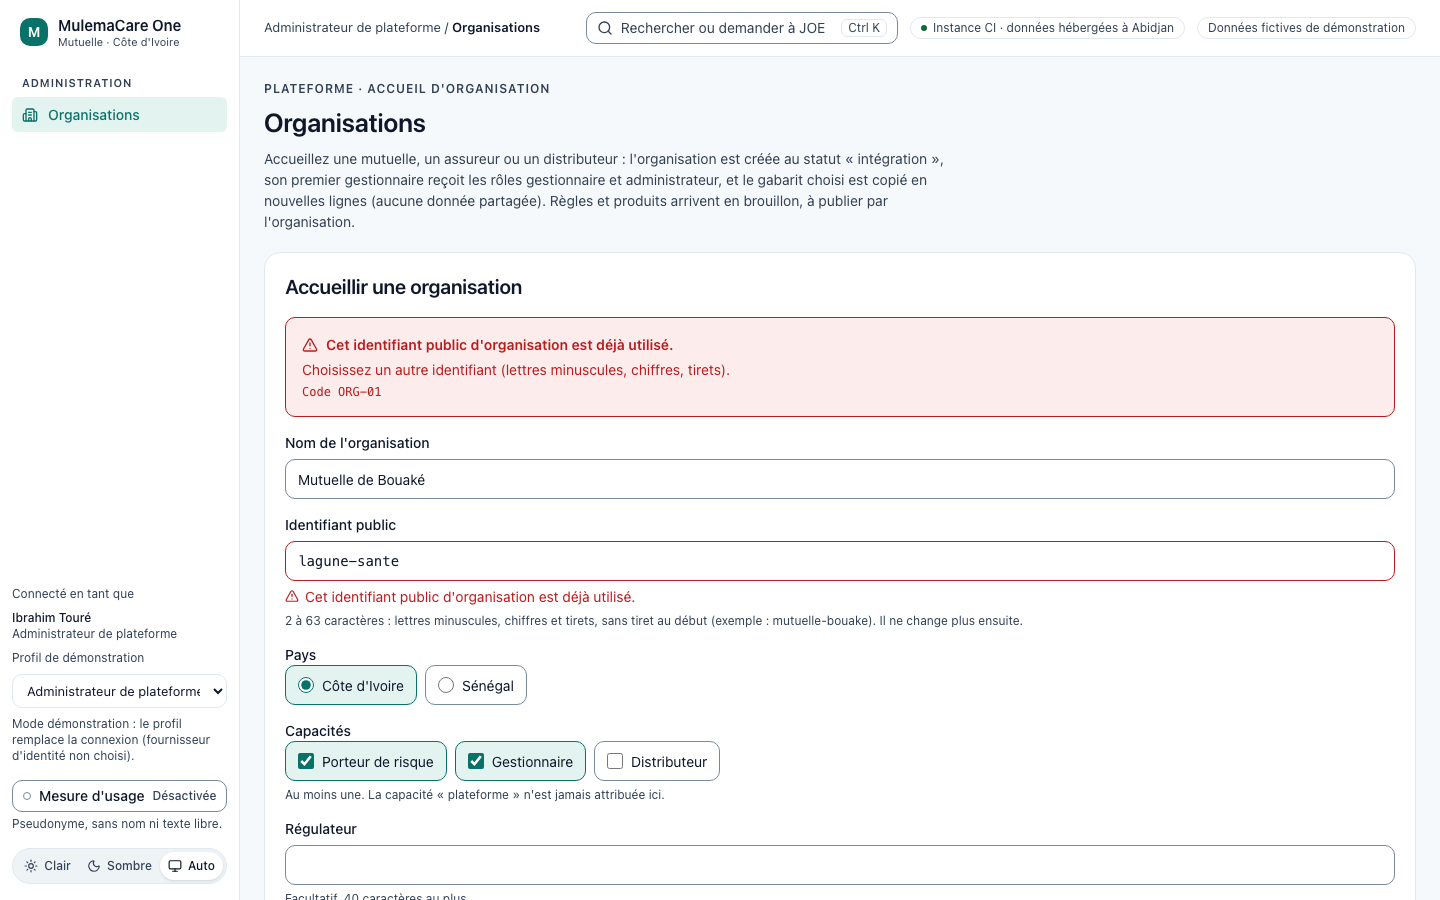 M
MulemaCare One
Mutuelle · Côte d'Ivoire
ADMINISTRATION
Organisations
Connecté en tant que
Ibrahim Touré
Administrateur de plateforme
Profil de démonstration
Administrateur de plateforme
Mode démonstration : le profil
remplace la connexion (fournisseur
d'identité non choisi).
Mesure d'usage Désactivée
Pseudonyme, sans nom ni texte libre.
Clair Sombre Auto
Administrateur de plateforme / Organisations
Rechercher ou demander à JOE Ctrl K
Instance CI · données hébergées à Abidjan
Données fictives de démonstration
PLATEFORME · ACCUEIL D'ORGANISATION
Organisations
Accueillez une mutuelle, un assureur ou un distributeur : l'organisation est créée au statut « intégration »,
son premier gestionnaire reçoit les rôles gestionnaire et administrateur, et le gabarit choisi est copié en
nouvelles lignes (aucune donnée partagée). Règles et produits arrivent en brouillon, à publier par
l'organisation.
Accueillir une organisation
Cet identifiant public d'organisation est déjà utilisé.
Choisissez un autre identifiant (lettres minuscules, chiffres, tirets).
Code ORG-01
Nom de l'organisation
Mutuelle de Bouaké
Identifiant public
lagune-sante
Cet identifiant public d'organisation est déjà utilisé.
2 à 63 caractères : lettres minuscules, chiffres et tirets, sans tiret au début (exemple : mutuelle-bouake). Il ne change plus ensuite.
Pays
Côte d'Ivoire Sénégal
Capacités
Porteur de risque Gestionnaire Distributeur
Au moins une. La capacité « plateforme » n'est jamais attribuée ici.
Régulateur
Facultatif, 40 caractères au plus.